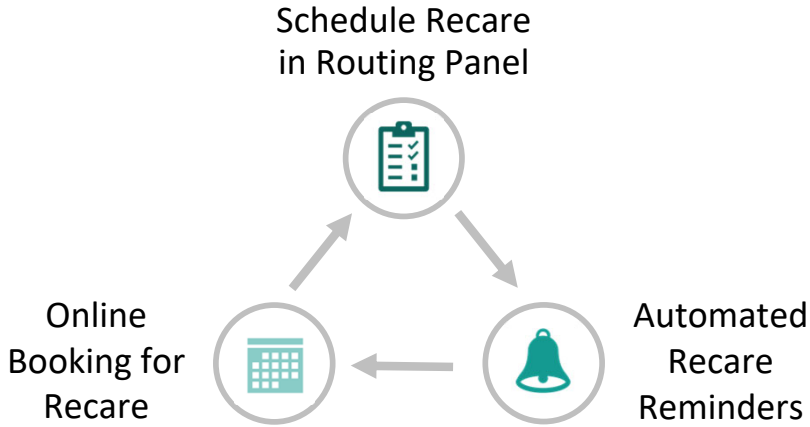 Schedule Recare
in Routing Panel
Online
Booking for
Recare
Automated
Recare
Reminders